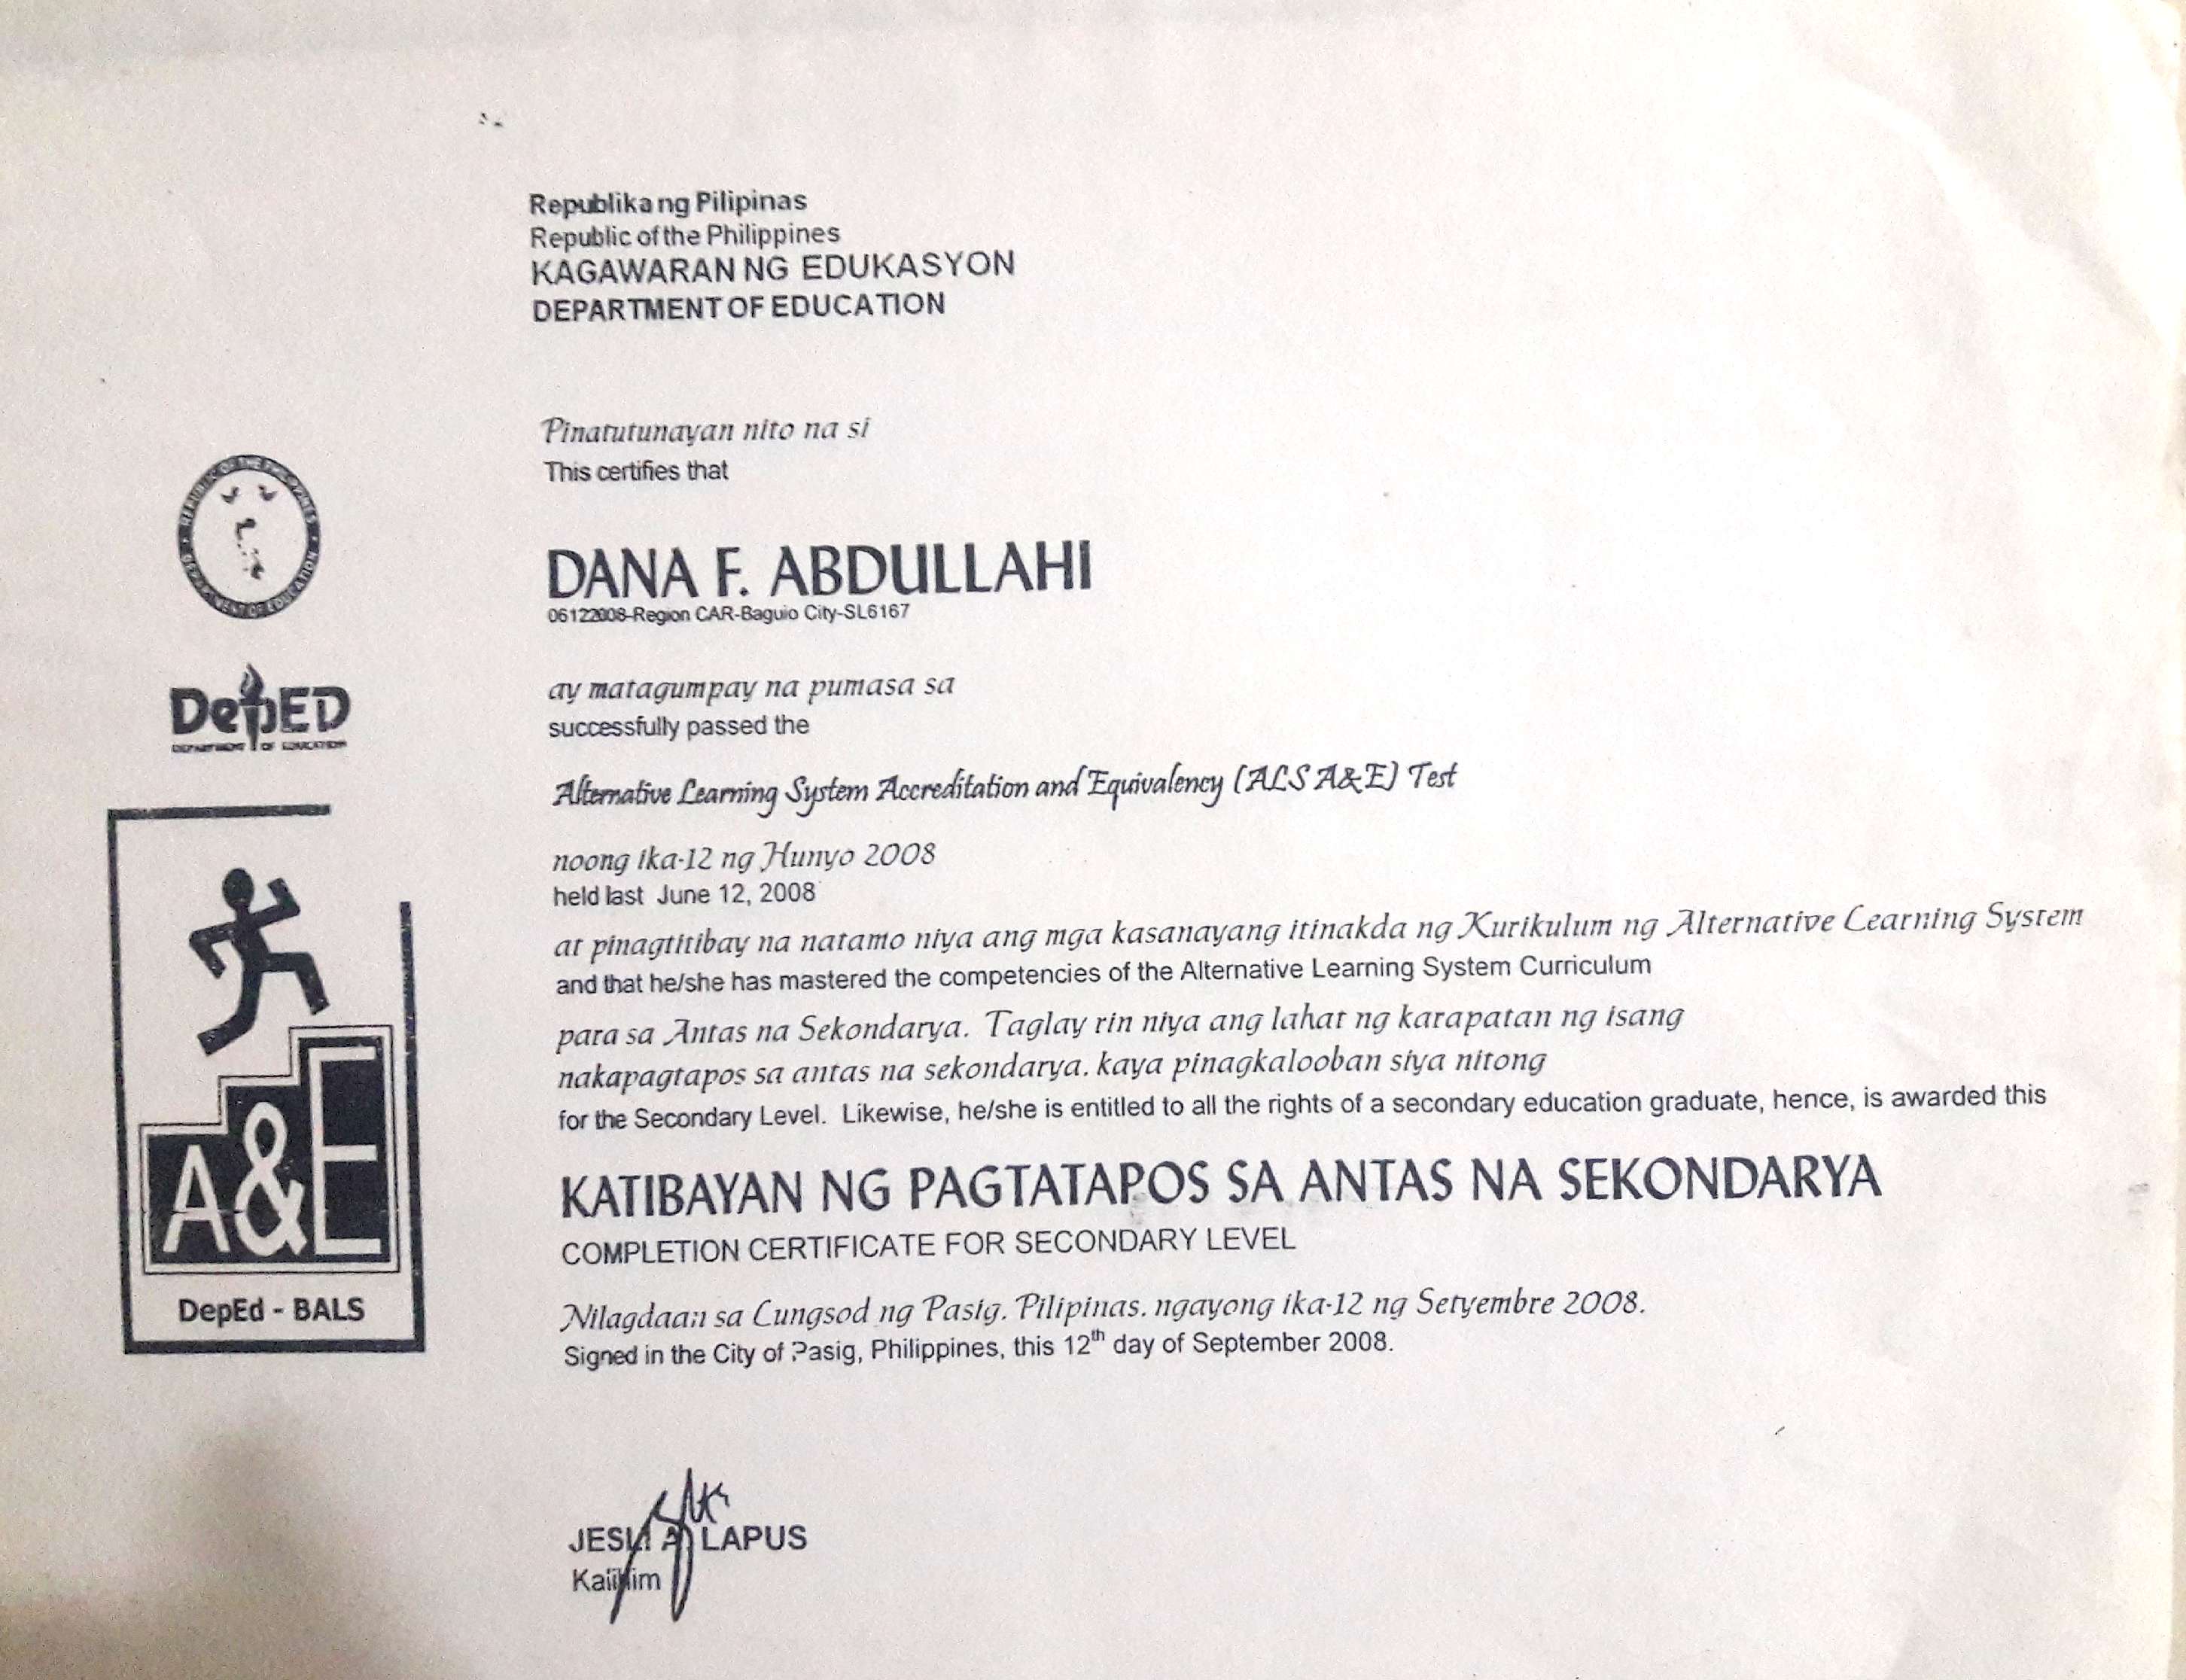 Republika ng Pilipinas
Republic of the Philippines
KAGAWARAN NG EDUKASYON
DEPARTMENT OF EDUCATION
Pinatutunayan nito na si
This certifies that
REPUBLIC OF THE PHILIPPINES
DEPARTMENT OF EDUCATION
DANA F. ABDULLAHI
06122008-Region CAR-Baguio City-SL6167
DepED
DEPARTMENT OF EDUCATION
ay matagumpay na pumasa sa
successfully passed the
Alternative Learning System Accreditation and Equivalency (ALS A&E) Test
noong ika-12 ng Hunyo 2008
held last June 12, 2008
at pinagtitibay na natamo niya ang mga kasanayang itinakda ng Kurikulum ng Alternative Learning System
and that he/she has mastered the competencies of the Alternative Learning System Curriculum
para sa Antas na Sekondarya. Taglay rin niya ang lahat ng karapatan ng isang
nakapagtapos sa antas na sekondarya. kaya pinagkalooban siya nitong
for the Secondary Level. Likewise, he/she is entitled to all the rights of a secondary education graduate, hence, is awarded this
A&E
DepEd - BALS
KATIBAYAN NG PAGTATAPOS SA ANTAS NA SEKONDARYA
COMPLETION CERTIFICATE FOR SECONDARY LEVEL
Nilagdaan sa Lungsod ng Pasig. Pilipinas. ngayong ika-12 ng Setyembre 2008.
Signed in the City of Pasig, Philippines, this 12th day of September 2008.
JESLI A. LAPUS
Kalihim